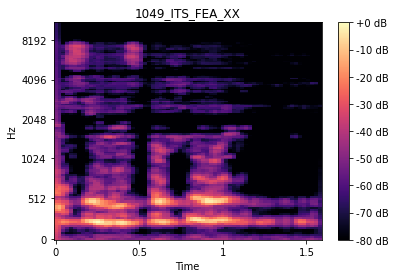 1049_ITS_FEA_XX
8192
4096
2048
1024
512
0
Hz
0
0.5
1
1.5
Time
+0 dB
-10 dB
-20 dB
-30 dB
-40 dB
-50 dB
-60 dB
-70 dB
-80 dB